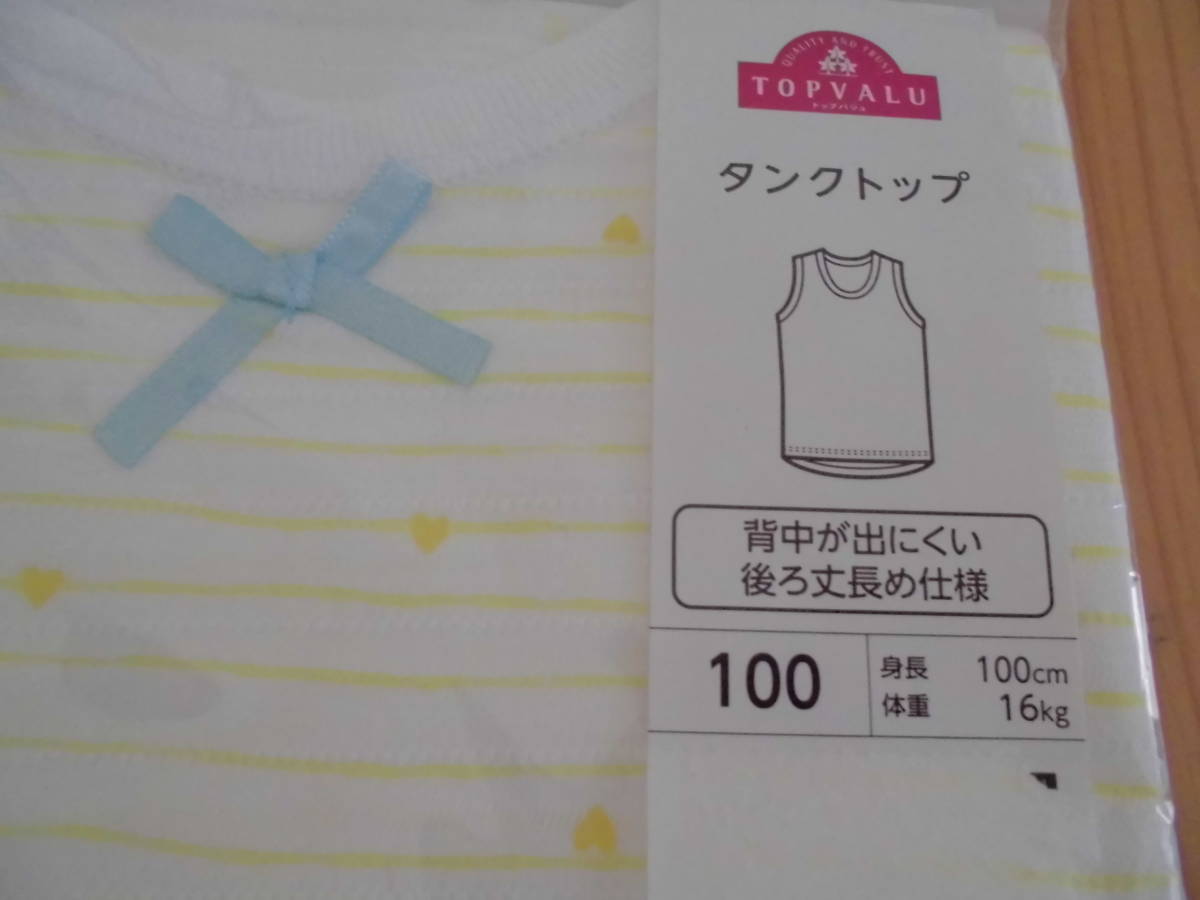 QUALITY AND TRUST
TOPVALU
トップバリュ
タンクトップ
背中が出にくい
後ろ丈長め仕様
100
身長 100cm
体重 16kg